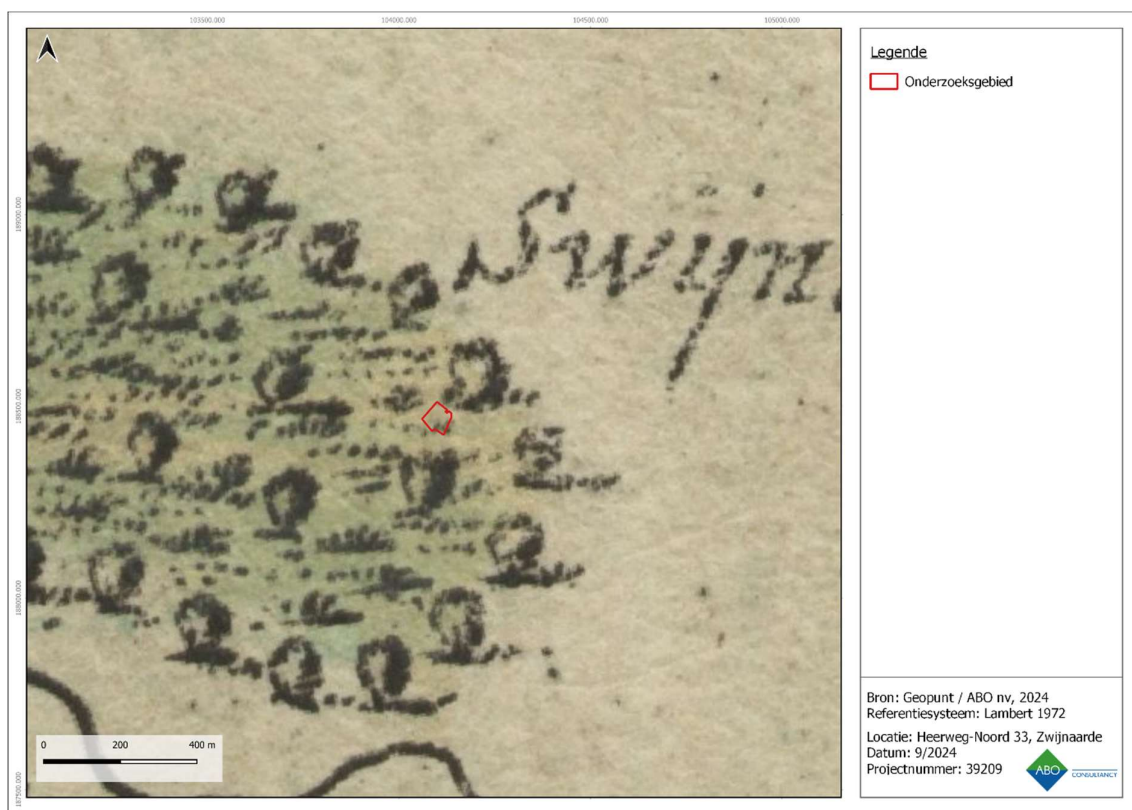 103500.000 104000.000 104500.000 105000.000
189000.000
188500.000
188000.000
187500.000
Swijn
0 200 400 m
Legende
Onderzoeksgebied
Bron: Geopunt / ABO nv, 2024
Referentiesysteem: Lambert 1972
Locatie: Heerweg-Noord 33, Zwijnaarde
Datum: 9/2024
Projectnummer: 39209
ABO CONSULTANCY